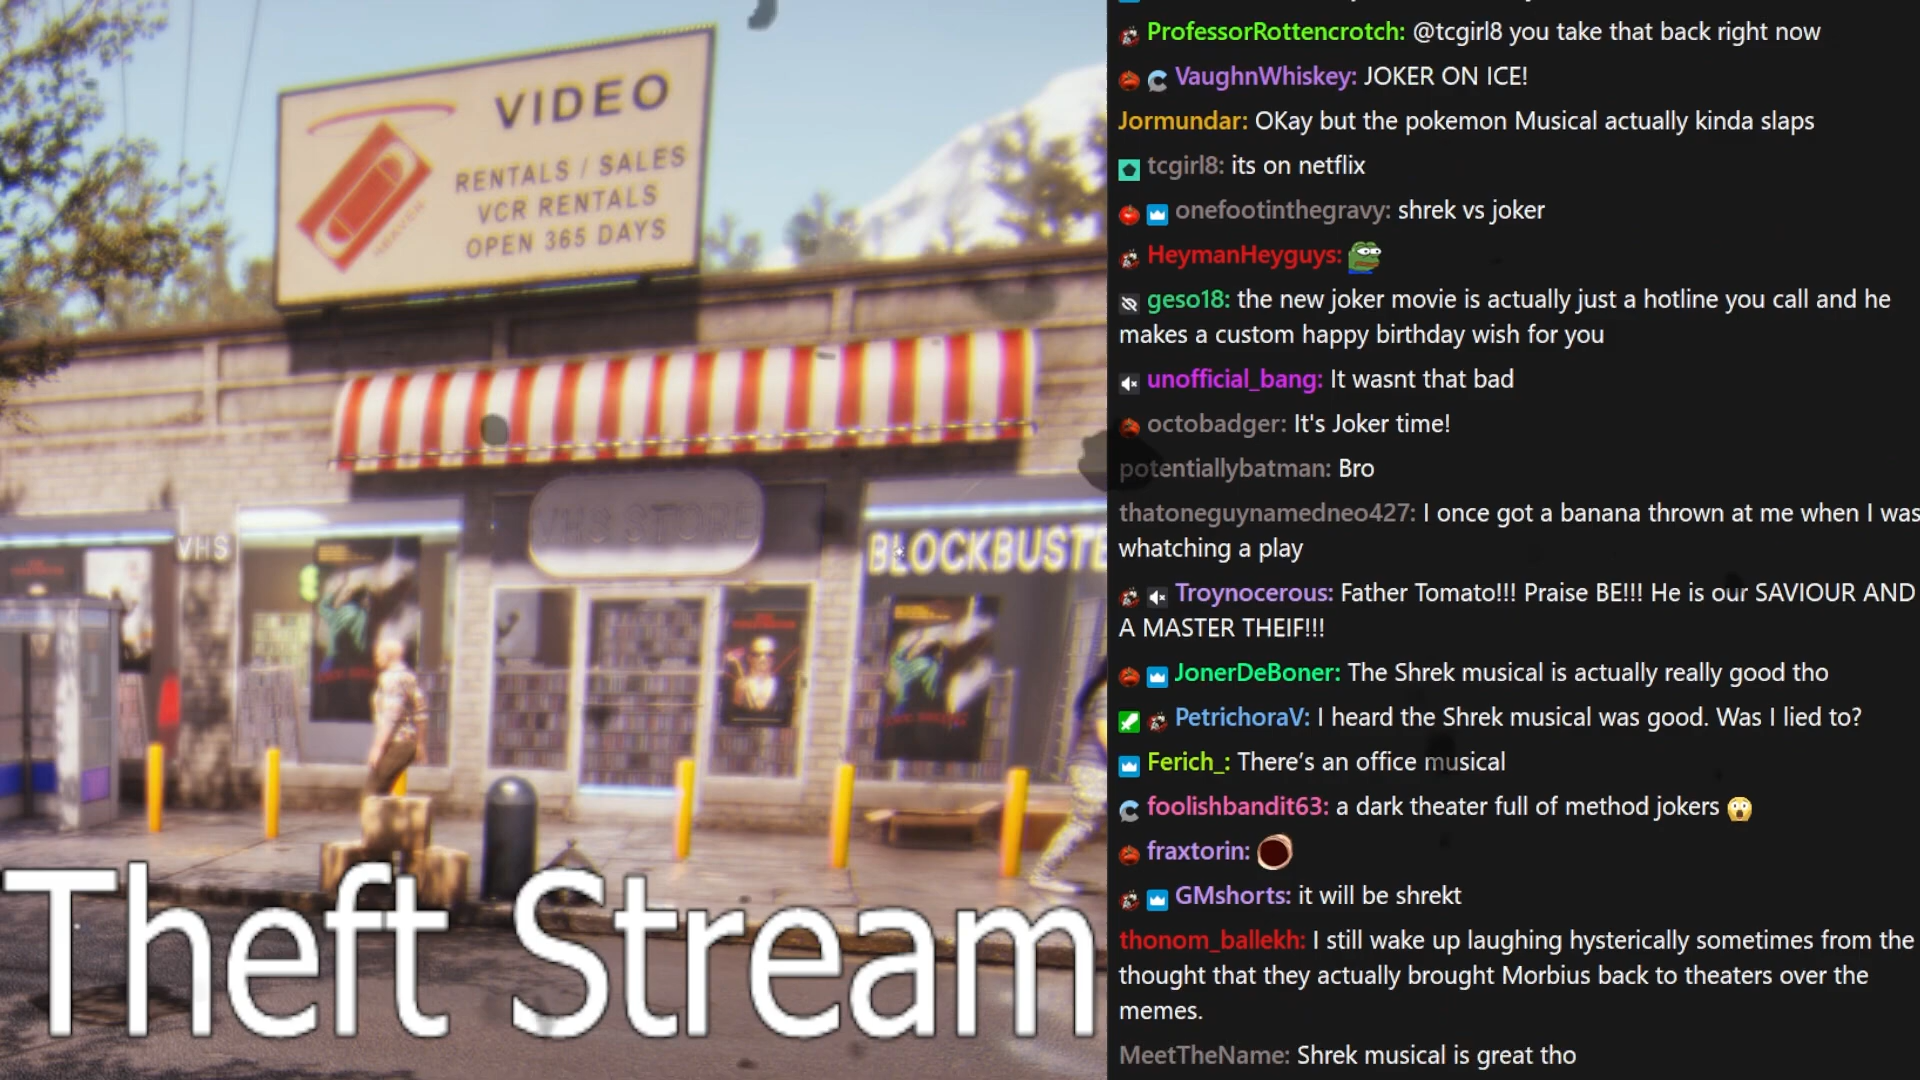 VIDEO
RENTALS / SALES
VCR RENTALS
OPEN 365 DAYS
HEAVEN
VHS
VHS STORE
BLOCKBUSTE
Theft Stream
ProfessorRottencrotch: @tcgirl8 you take that back right now
VaughnWhiskey: JOKER ON ICE!
Jormundar: OKay but the pokemon Musical actually kinda slaps
tcgirl8: its on netflix
onefootinthegravy: shrek vs joker
HeymanHeyguys:
geso18: the new joker movie is actually just a hotline you call and he
makes a custom happy birthday wish for you
unofficial_bang: It wasnt that bad
octobadger: It's Joker time!
potentiallybatman: Bro
thatoneguynamedneo427: I once got a banana thrown at me when I was
whatching a play
Troynocerous: Father Tomato!!! Praise BE!!! He is our SAVIOUR AND
A MASTER THEIF!!!
JonerDeBoner: The Shrek musical is actually really good tho
PetrichoraV: I heard the Shrek musical was good. Was I lied to?
Ferich_: There’s an office musical
foolishbandit63: a dark theater full of method jokers 😱
fraxtorin:
GMshorts: it will be shrekt
thonom_ballekh: I still wake up laughing hysterically sometimes from the
thought that they actually brought Morbius back to theaters over the
memes.
MeetTheName: Shrek musical is great tho